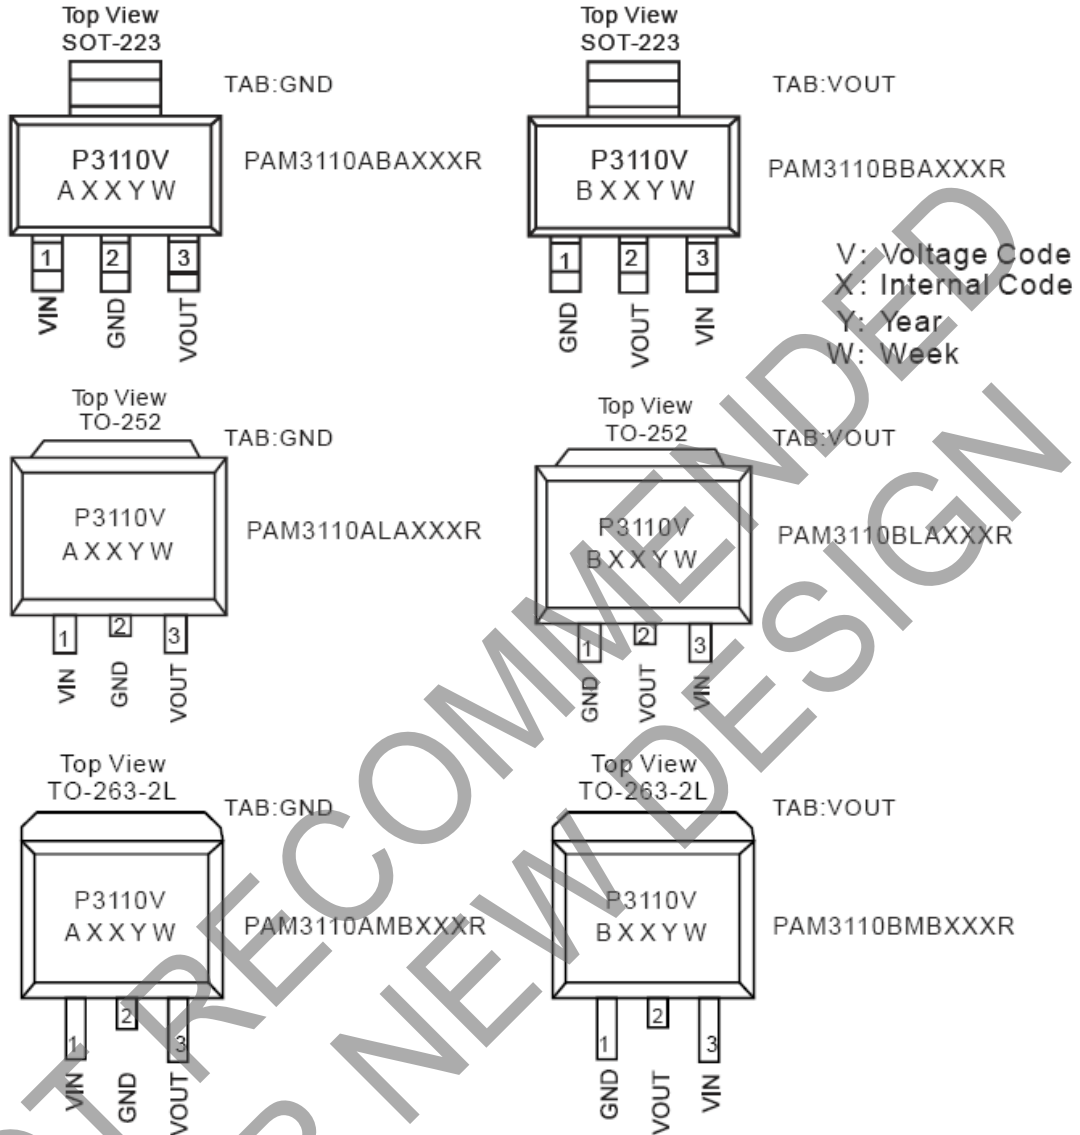 Top View
SOT-223
TAB:GND
P3110V
AXXYW
PAM3110ABAXXXR
1
2
3
VIN
GND
VOUT
Top View
SOT-223
TAB:VOUT
P3110V
BXXYW
PAM3110BBAXXXR
1
2
3
GND
VOUT
VIN
V: Voltage Code
X: Internal Code
Y: Year
W: Week
Top View
TO-252
TAB:GND
P3110V
AXXYW
PAM3110ALAXXXR
1
2
3
VIN
GND
VOUT
Top View
TO-252
TAB:VOUT
P3110V
BXXYW
PAM3110BLAXXXR
1
2
3
GND
VOUT
VIN
Top View
TO-263-2L
TAB:GND
P3110V
AXXYW
PAM3110AMBXXXR
1
2
3
VIN
GND
VOUT
Top View
TO-263-2L
TAB:VOUT
P3110V
BXXYW
PAM3110BMBXXXR
1
2
3
GND
VOUT
VIN
RECOMMENDED
NEW DESIGN